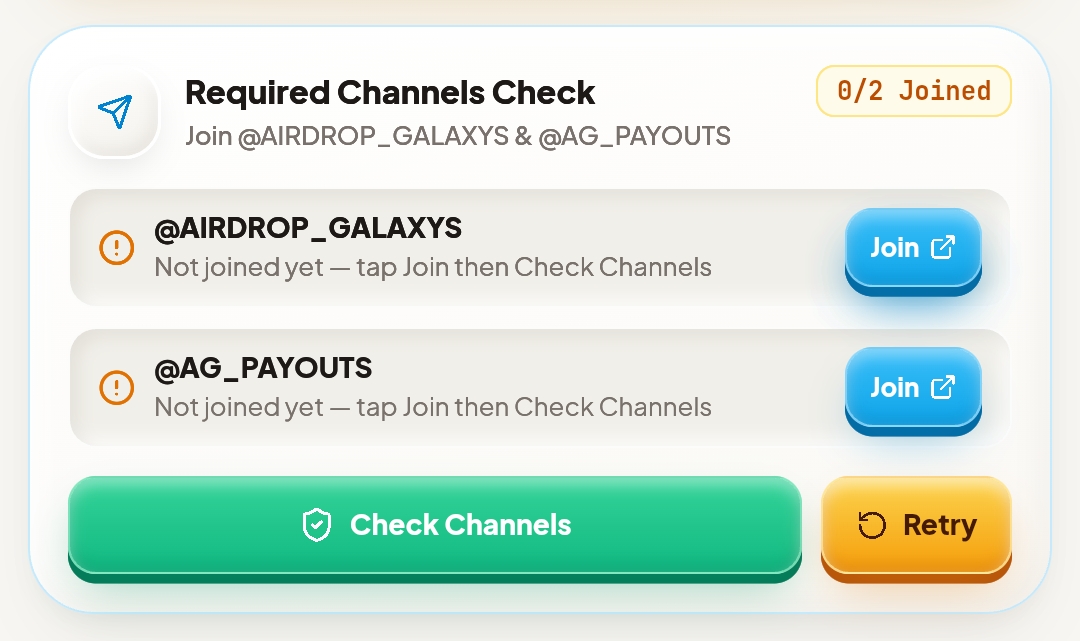 Required Channels Check
0/2 Joined
Join @AIRDROP_GALAXYS & @AG_PAYOUTS
@AIRDROP_GALAXYS
Not joined yet — tap Join then Check Channels
Join
@AG_PAYOUTS
Not joined yet — tap Join then Check Channels
Join
Check Channels
Retry